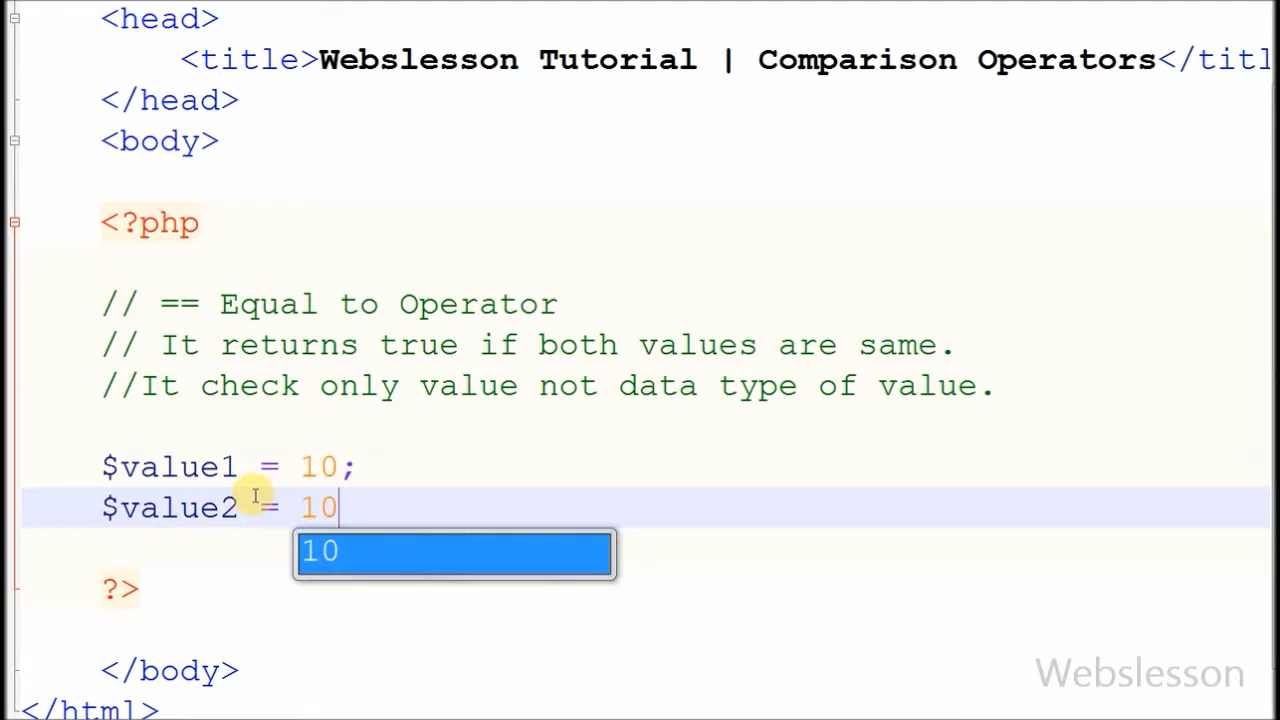 <head>
<title>Webslesson Tutorial | Comparison Operators</titl
</head>
<body>
<?php
// == Equal to Operator
// It returns true if both values are same.
//It check only value not data type of value.
$value1 = 10;
$value2 = 10
10
?>
</body>
Webslesson
</html>